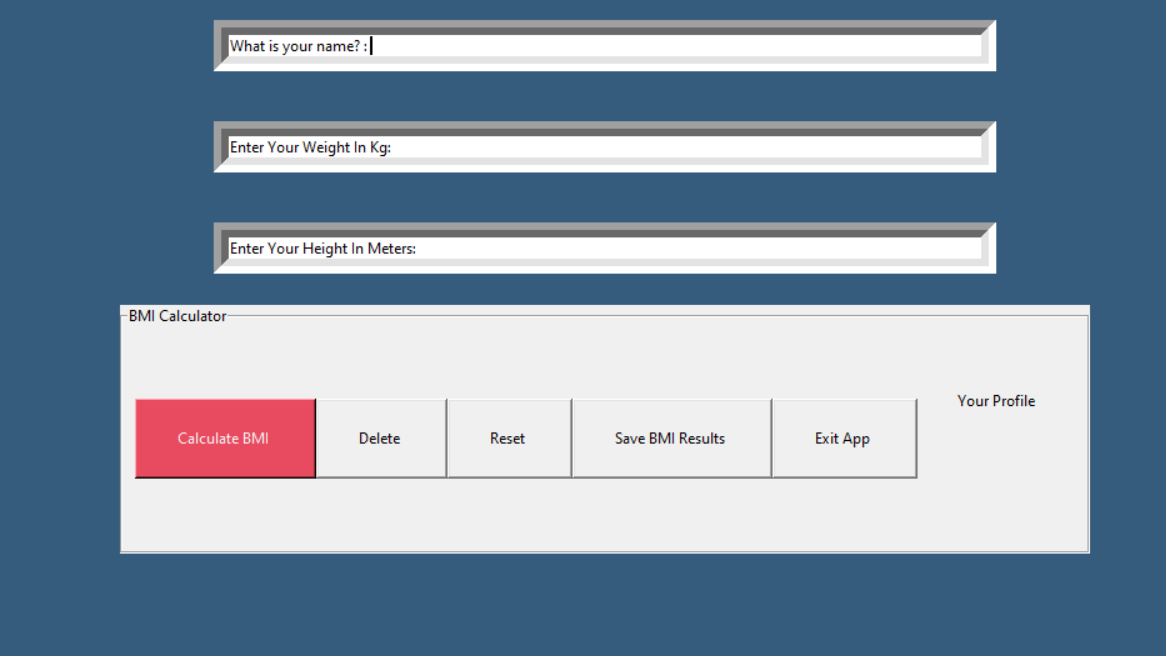 What is your name? :
Enter Your Weight In Kg:
Enter Your Height In Meters:
BMI Calculator
Your Profile
Calculate BMI
Delete
Reset
Save BMI Results
Exit App